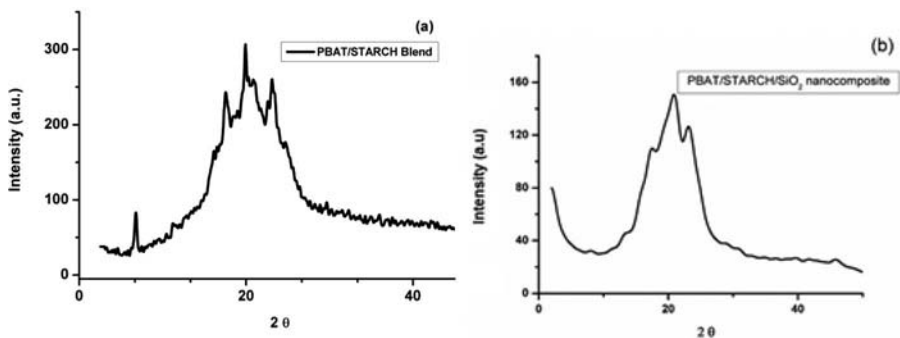 (a)
PBAT/STARCH Blend
300
200
100
0
Intensity (a.u.)
0
20
40
2 θ
(b)
PBAT/STARCH/SiO₂ nanocomposite
160
120
80
40
0
Intensity (a.u)
0
20
40
2 θ